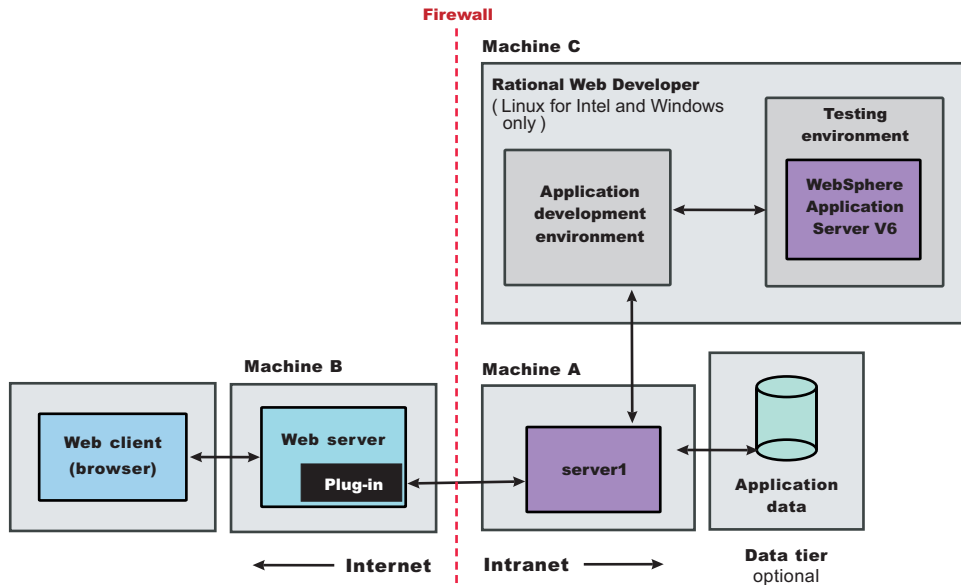 Firewall
Machine C
Rational Web Developer
( Linux for Intel and Windows
only )
Testing
environment
WebSphere
Application
Server V6
Application
development
environment
Machine B
Machine A
Web client
(browser)
Web server
Plug-in
server1
Application
data
Internet
Intranet
Data tier
optional